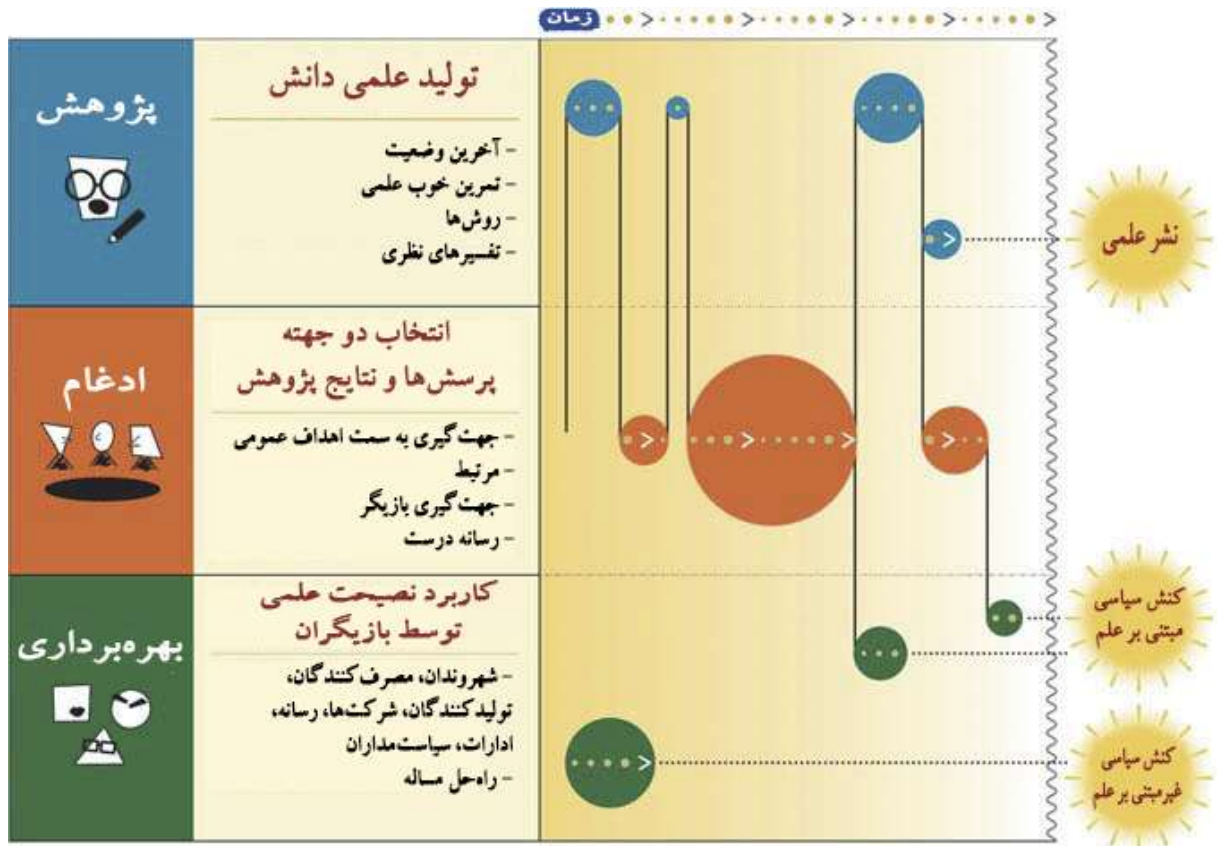 زمان
پژوهش
تولید علمی دانش
- آخرین وضعیت
- تمرین خوب علمی
- روش‌ها
- تفسیرهای نظری
نشر علمی
ادغام
انتخاب دو جهته
پرسش‌ها و نتایج پژوهش
- جهت‌گیری به سمت اهداف عمومی
مرتبط
- جهت‌گیری بازیگر
- رسانه درست
بهره‌برداری
کاربرد نصیحت علمی
توسط بازیگران
- شهروندان، مصرف‌کنندگان،
تولیدکنندگان، شرکت‌ها، رسانه،
ادارات، سیاست‌مداران
- راه‌حل مساله
کنش سیاسی
مبتنی بر علم
کنش سیاسی
غیرمبتنی بر علم